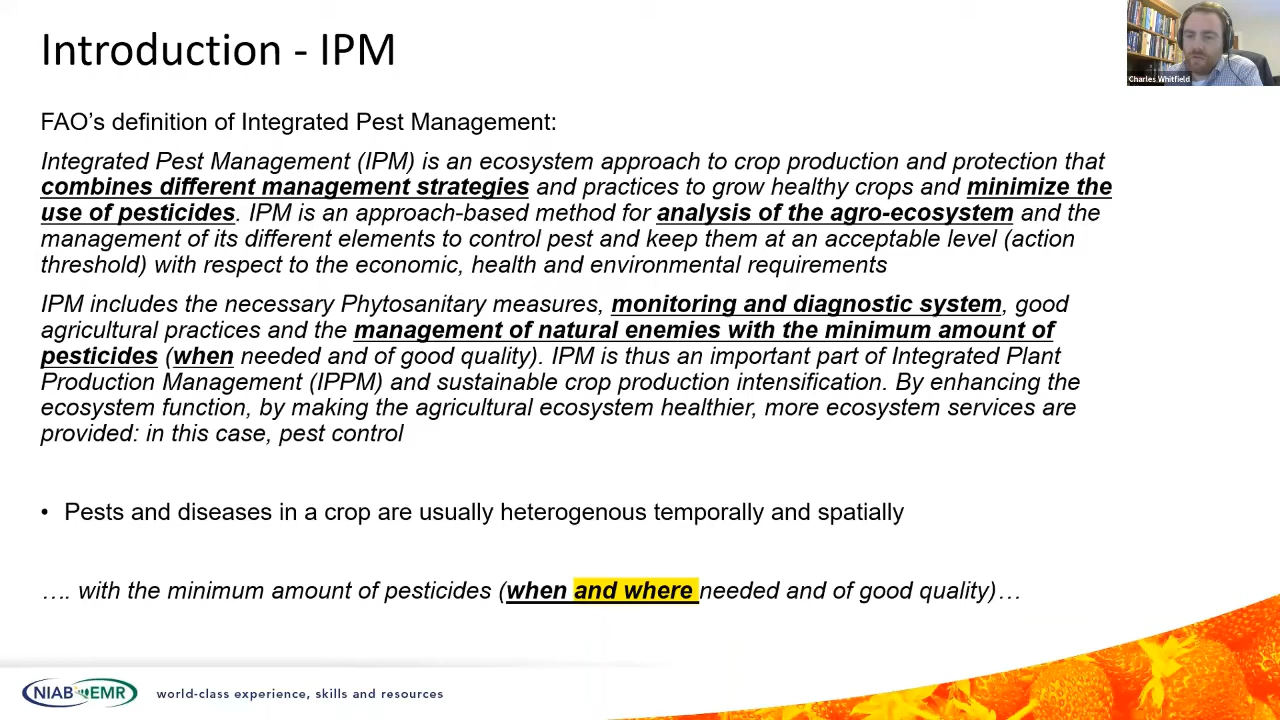 Introduction - IPM
Charles Whitfield
FAO's definition of Integrated Pest Management:
Integrated Pest Management (IPM) is an ecosystem approach to crop production and protection that
combines different management strategies and practices to grow healthy crops and minimize the
use of pesticides. IPM is an approach-based method for analysis of the agro-ecosystem and the
management of its different elements to control pest and keep them at an acceptable level (action
threshold) with respect to the economic, health and environmental requirements
IPM includes the necessary Phytosanitary measures, monitoring and diagnostic system, good
agricultural practices and the management of natural enemies with the minimum amount of
pesticides (when needed and of good quality). IPM is thus an important part of Integrated Plant
Production Management (IPPM) and sustainable crop production intensification. By enhancing the
ecosystem function, by making the agricultural ecosystem healthier, more ecosystem services are
provided: in this case, pest control
• Pests and diseases in a crop are usually heterogenous temporally and spatially
…. with the minimum amount of pesticides (when and where needed and of good quality)…
NIAB EMR
world-class experience, skills and resources